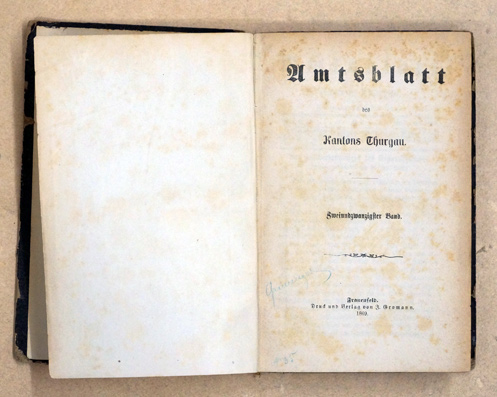 Amtsblatt
des
Kantons Thurgau.
Zweiundzwanzigster Band.
Frauenfeld.
Druck und Verlag von J. Gromann.
1869.